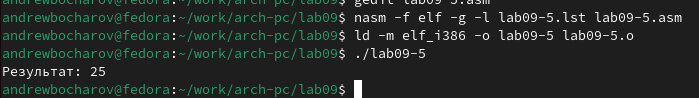 andrewbocharov@fedora:~/work/arch-pc/lab09$ gedit lab09-5.asm
andrewbocharov@fedora:~/work/arch-pc/lab09$ nasm -f elf -g -l lab09-5.lst lab09-5.asm
andrewbocharov@fedora:~/work/arch-pc/lab09$ ld -m elf_i386 -o lab09-5 lab09-5.o
andrewbocharov@fedora:~/work/arch-pc/lab09$ ./lab09-5
Результат: 25
andrewbocharov@fedora:~/work/arch-pc/lab09$